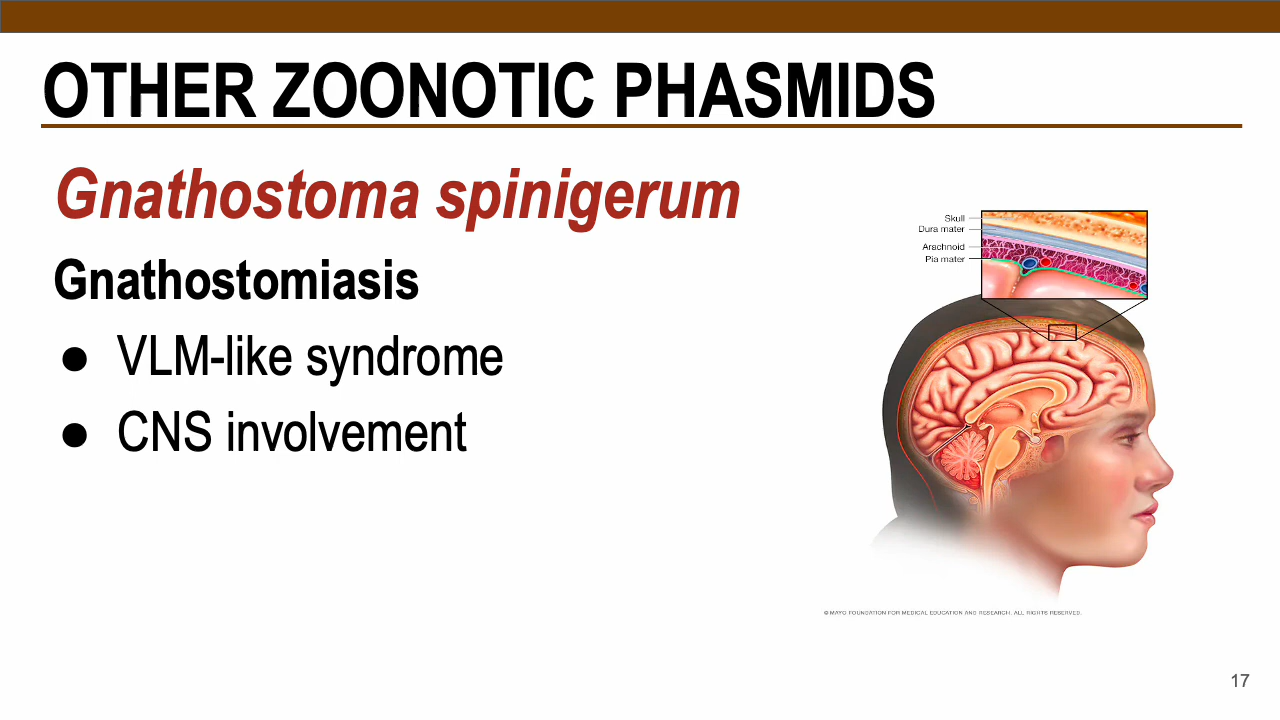 OTHER ZOONOTIC PHASMIDS
Gnathostoma spinigerum
Gnathostomiasis
● VLM-like syndrome
● CNS involvement
Skull
Dura mater
Arachnoid
Pia mater
© MAYO FOUNDATION FOR MEDICAL EDUCATION AND RESEARCH. ALL RIGHTS RESERVED.
17